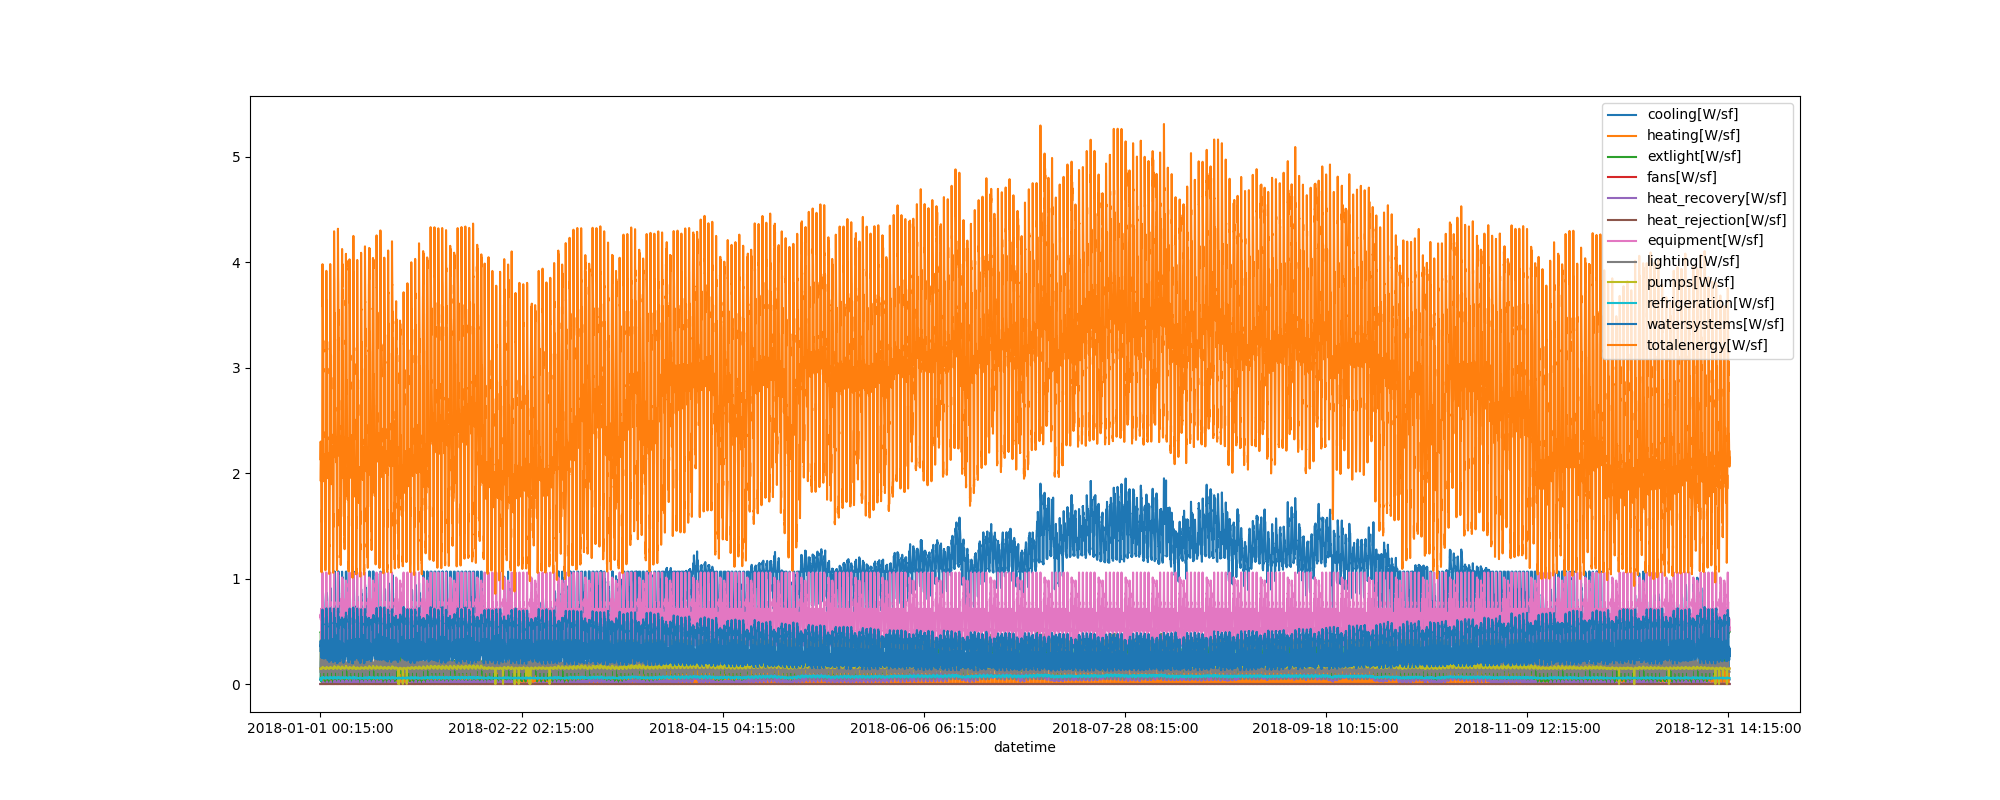 cooling[W/sf]
heating[W/sf]
extlight[W/sf]
fans[W/sf]
heat_recovery[W/sf]
heat_rejection[W/sf]
equipment[W/sf]
lighting[W/sf]
pumps[W/sf]
refrigeration[W/sf]
watersystems[W/sf]
totalenergy[W/sf]
5
4
3
2
1
0
2018-01-01 00:15:00 2018-02-22 02:15:00 2018-04-15 04:15:00 2018-06-06 06:15:00 2018-07-28 08:15:00 2018-09-18 10:15:00 2018-11-09 12:15:00 2018-12-31 14:15:00
datetime